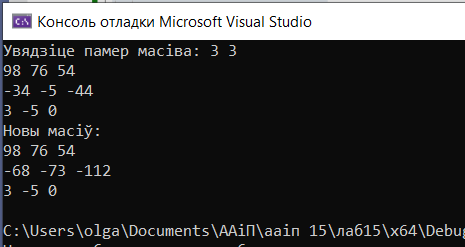 Консоль отладки Microsoft Visual Studio
Увядзіце памер масіва: 3 3
98 76 54
-34 -5 -44
3 -5 0
Новы масіў:
98 76 54
-68 -73 -112
3 -5 0
C:\Users\olga\Documents\ААіП\ааіп 15\лаб15\x64\Debug